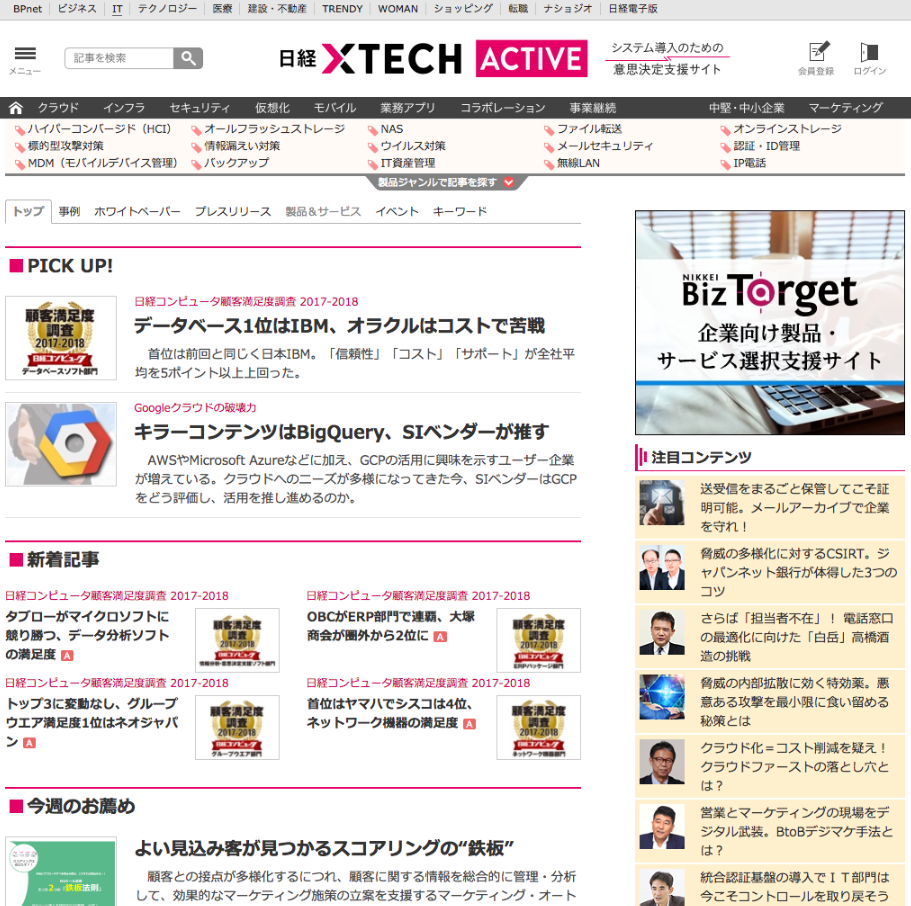 BPnet ビジネス IT テクノロジー 医療 建設・不動産 TRENDY WOMAN ショッピング 転職 ナショジオ 日経電子版
メニュー
記事を検索
日経 XTECH ACTIVE
システム導入のための
意思決定支援サイト
会員登録 ログイン
クラウド インフラ セキュリティ 仮想化 モバイル 業務アプリ コラボレーション 事業継続 中堅・中小企業 マーケティング
ハイパーコンバージド（HCI） オールフラッシュストレージ NAS ファイル転送 オンラインストレージ
標的型攻撃対策 情報漏えい対策 ウイルス対策 メールセキュリティ 認証・ID管理
MDM（モバイルデバイス管理） バックアップ IT資産管理 無線LAN IP電話
製品ジャンルで記事を探す
トップ 事例 ホワイトペーパー プレスリリース 製品＆サービス イベント キーワード
PICK UP!
顧客満足度
調査
2017-2018
日経コンピュータ
データベースソフト部門
日経コンピュータ顧客満足度調査 2017-2018
データベース1位はIBM、オラクルはコストで苦戦
首位は前回と同じく日本IBM。「信頼性」「コスト」「サポート」が全社平
均を5ポイント以上上回った。
Googleクラウドの破壊力
キラーコンテンツはBigQuery、SIベンダーが推す
AWSやMicrosoft Azureなどに加え、GCPの活用に興味を示すユーザー企業
が増えている。クラウドへのニーズが多様になってきた今、SIベンダーはGCP
をどう評価し、活用を推し進めるのか。
新着記事
日経コンピュータ顧客満足度調査 2017-2018
タブローがマイクロソフトに
競り勝つ、データ分析ソフト
の満足度 A
顧客満足度
調査
2017-2018
日経コンピュータ
情報分析・意思決定支援ソフト部門
日経コンピュータ顧客満足度調査 2017-2018
OBCがERP部門で連覇、大塚
商会が圏外から2位に A
顧客満足度
調査
2017-2018
日経コンピュータ
ERPパッケージ部門
日経コンピュータ顧客満足度調査 2017-2018
トップ3に変動なし、グループ
ウエア満足度1位はネオジャパ
ン A
顧客満足度
調査
2017-2018
日経コンピュータ
グループウエア部門
日経コンピュータ顧客満足度調査 2017-2018
首位はヤマハでシスコは4位、
ネットワーク機器の満足度 A
顧客満足度
調査
2017-2018
日経コンピュータ
ネットワーク機器部門
今週のお薦め
鉄板法則
よい見込み客が見つかるスコアリングの“鉄板”
顧客との接点が多様化するにつれ、顧客に関する情報を総合的に管理・分析
して、効果的なマーケティング施策の立案を支援するマーケティング・オート
NIKKEI
BizTarget
企業向け製品・
サービス選択支援サイト
注目コンテンツ
送受信をまるごと保管してこそ証
明可能。メールアーカイブで企業
を守れ！
脅威の多様化に対するCSIRT。ジ
ャパンネット銀行が体得した3つの
コツ
さらば「担当者不在」！ 電話窓口
の最適化に向けた「白岳」高橋酒
造の挑戦
脅威の内部拡散に効く特効薬。悪
意ある攻撃を最小限に食い留める
秘策とは
クラウド化＝コスト削減を疑え！
クラウドファーストの落とし穴と
は？
営業とマーケティングの現場をデ
ジタル武装。BtoBデジマケ手法と
は？
統合認証基盤の導入でＩＴ部門は
今こそコントロールを取り戻そう